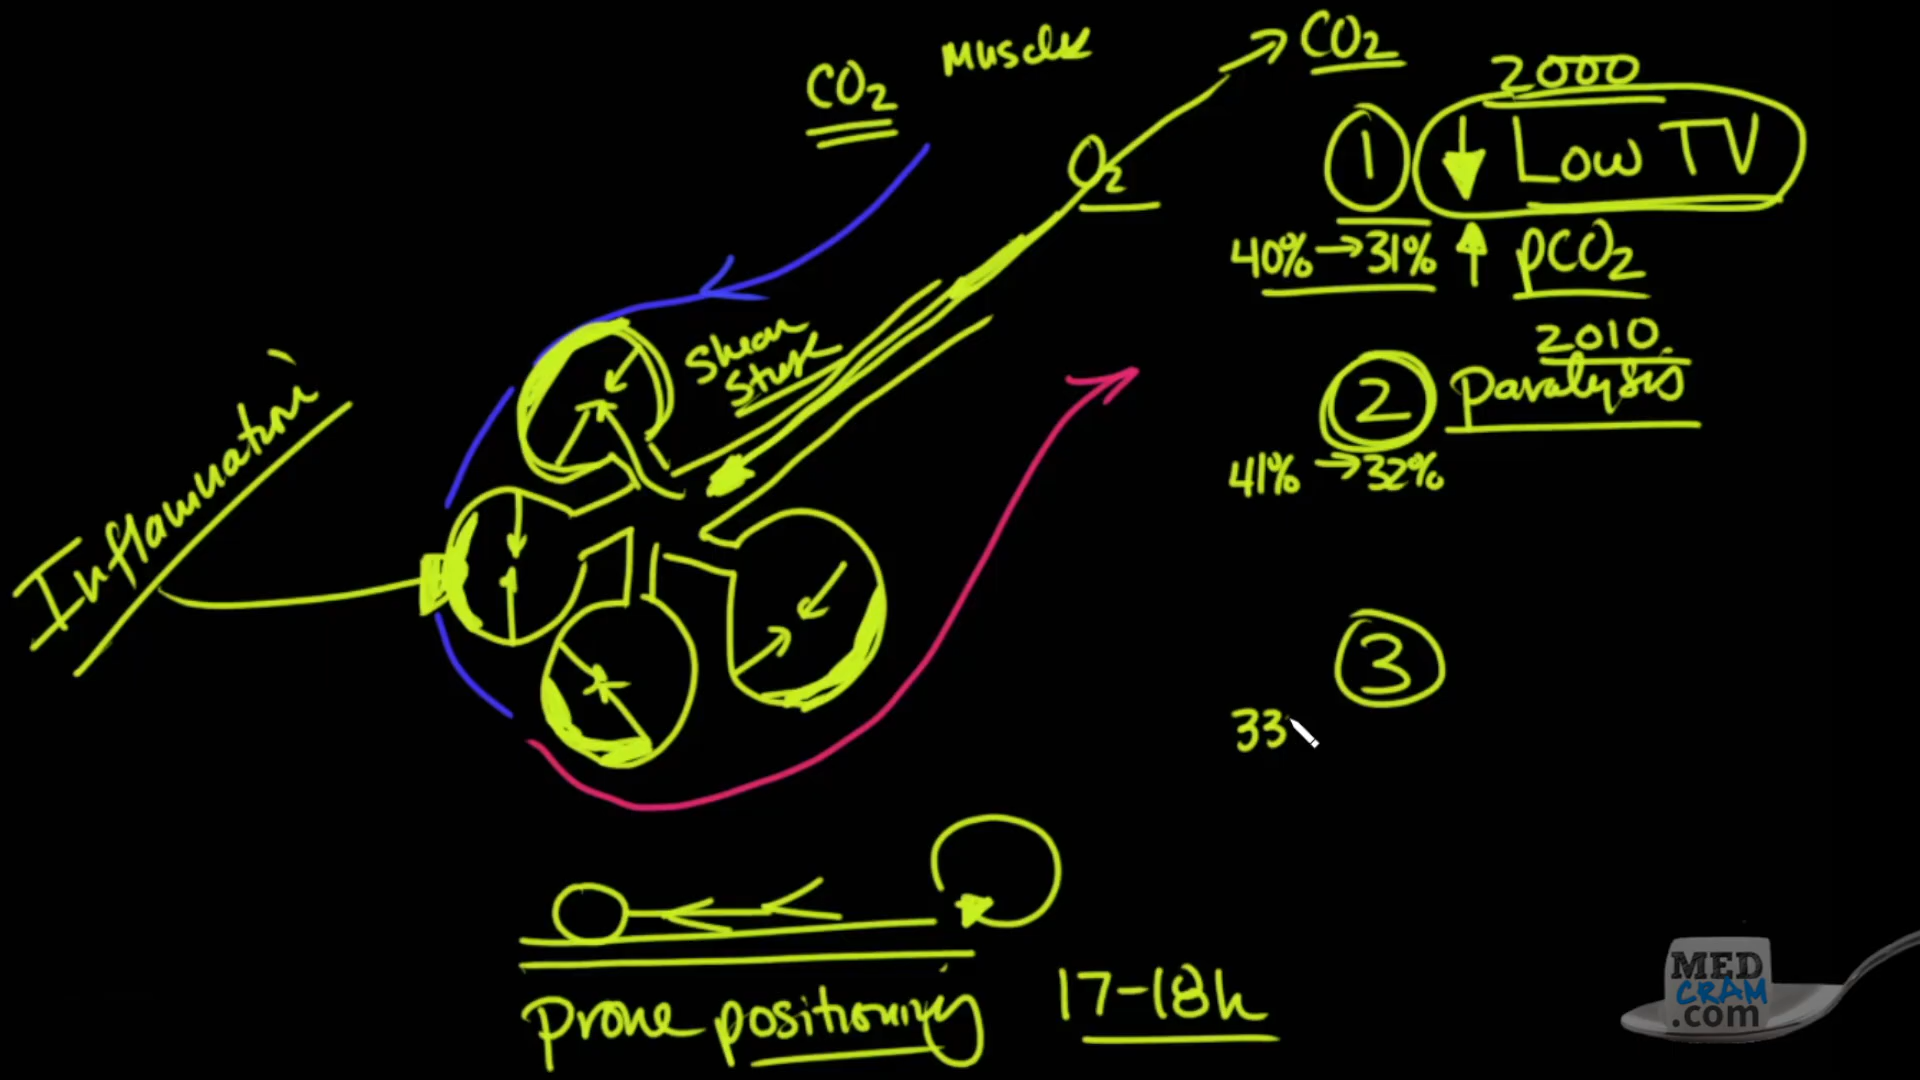 CO2 Muscle
CO2
2000
O2
1 ↓ Low TV
40% → 31% ↑ pCO2
Shear
2010.
2 Paralysis
41% → 32%
Inflammation
3
33
prone positioning 17-18h
MED
CRAM
.com